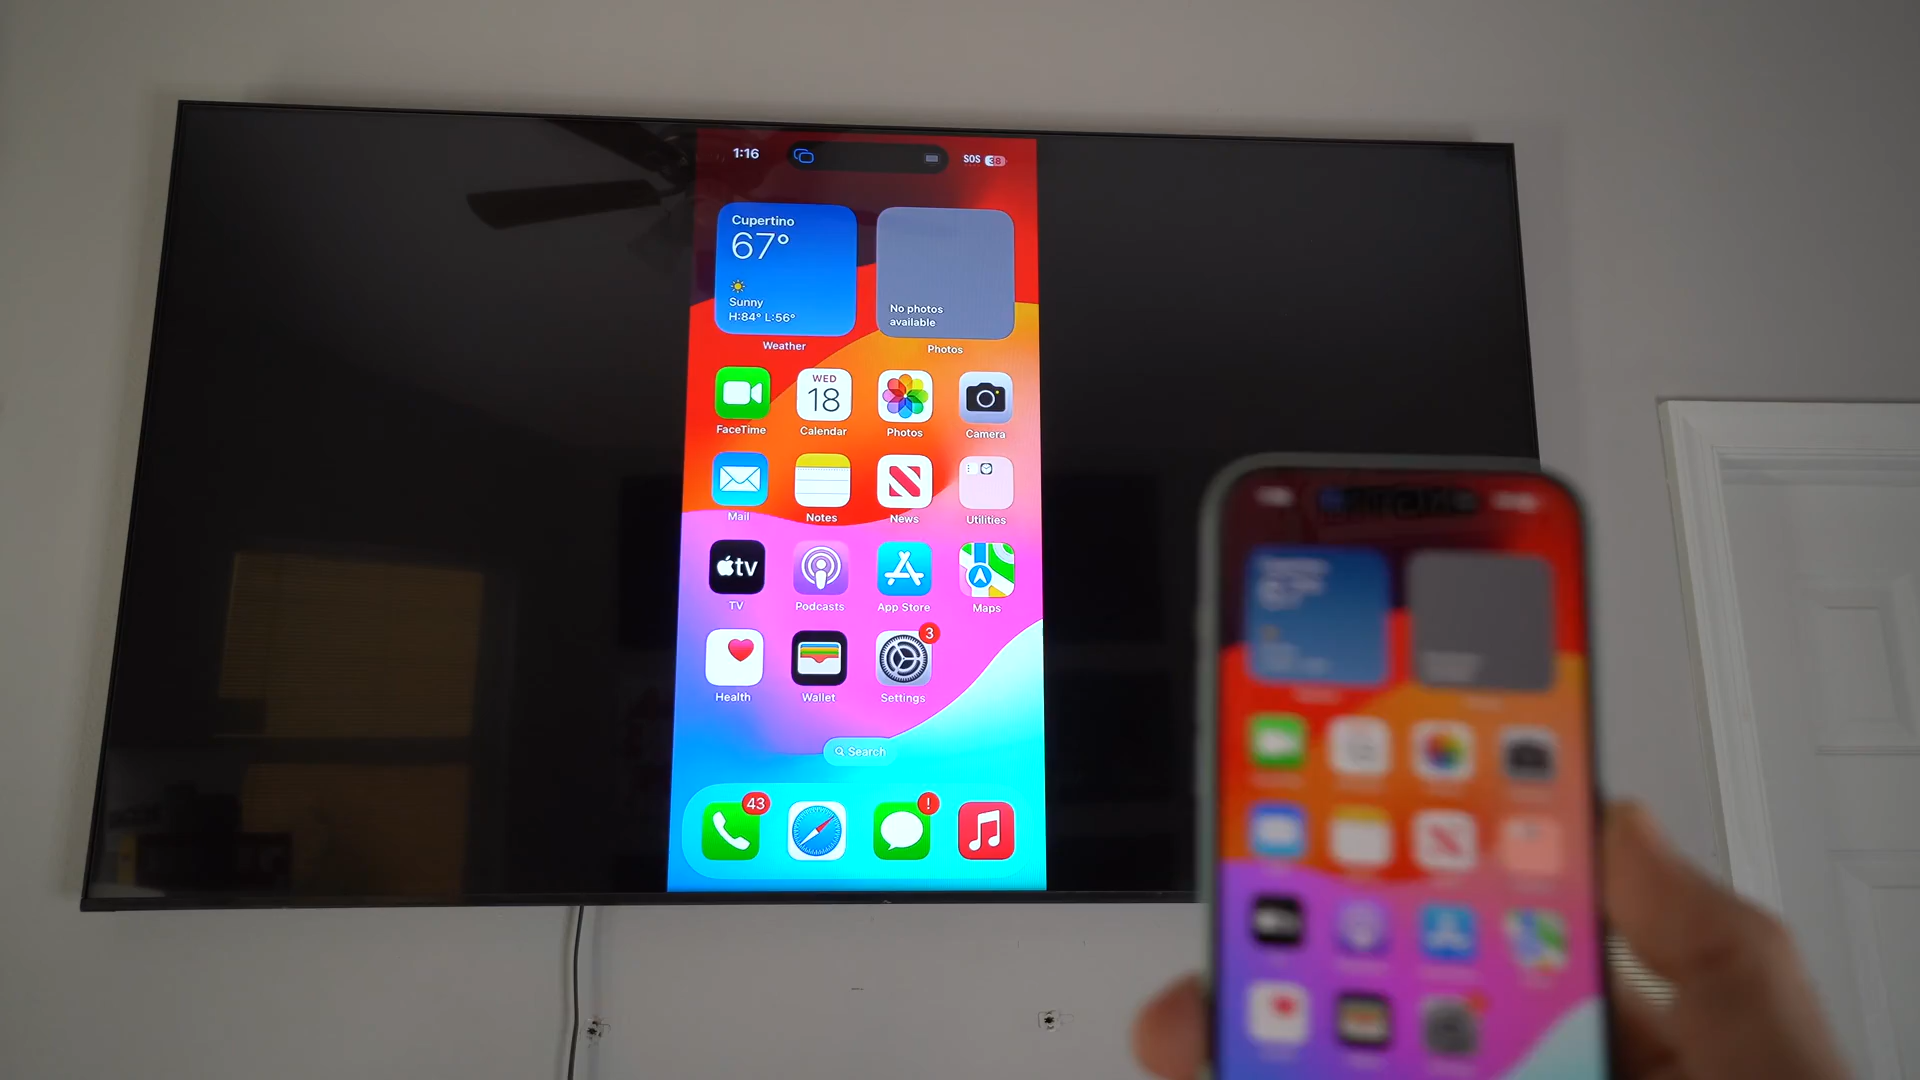 1:16
SOS 38
Cupertino
67°
Sunny
H:84° L:56°
Weather
No photos
available
Photos
FaceTime
WED
18
Calendar
Photos
Camera
Mail
Notes
News
Utilities
tv
TV
Podcasts
App Store
Maps
Health
Wallet
3
Settings
Search
43
!